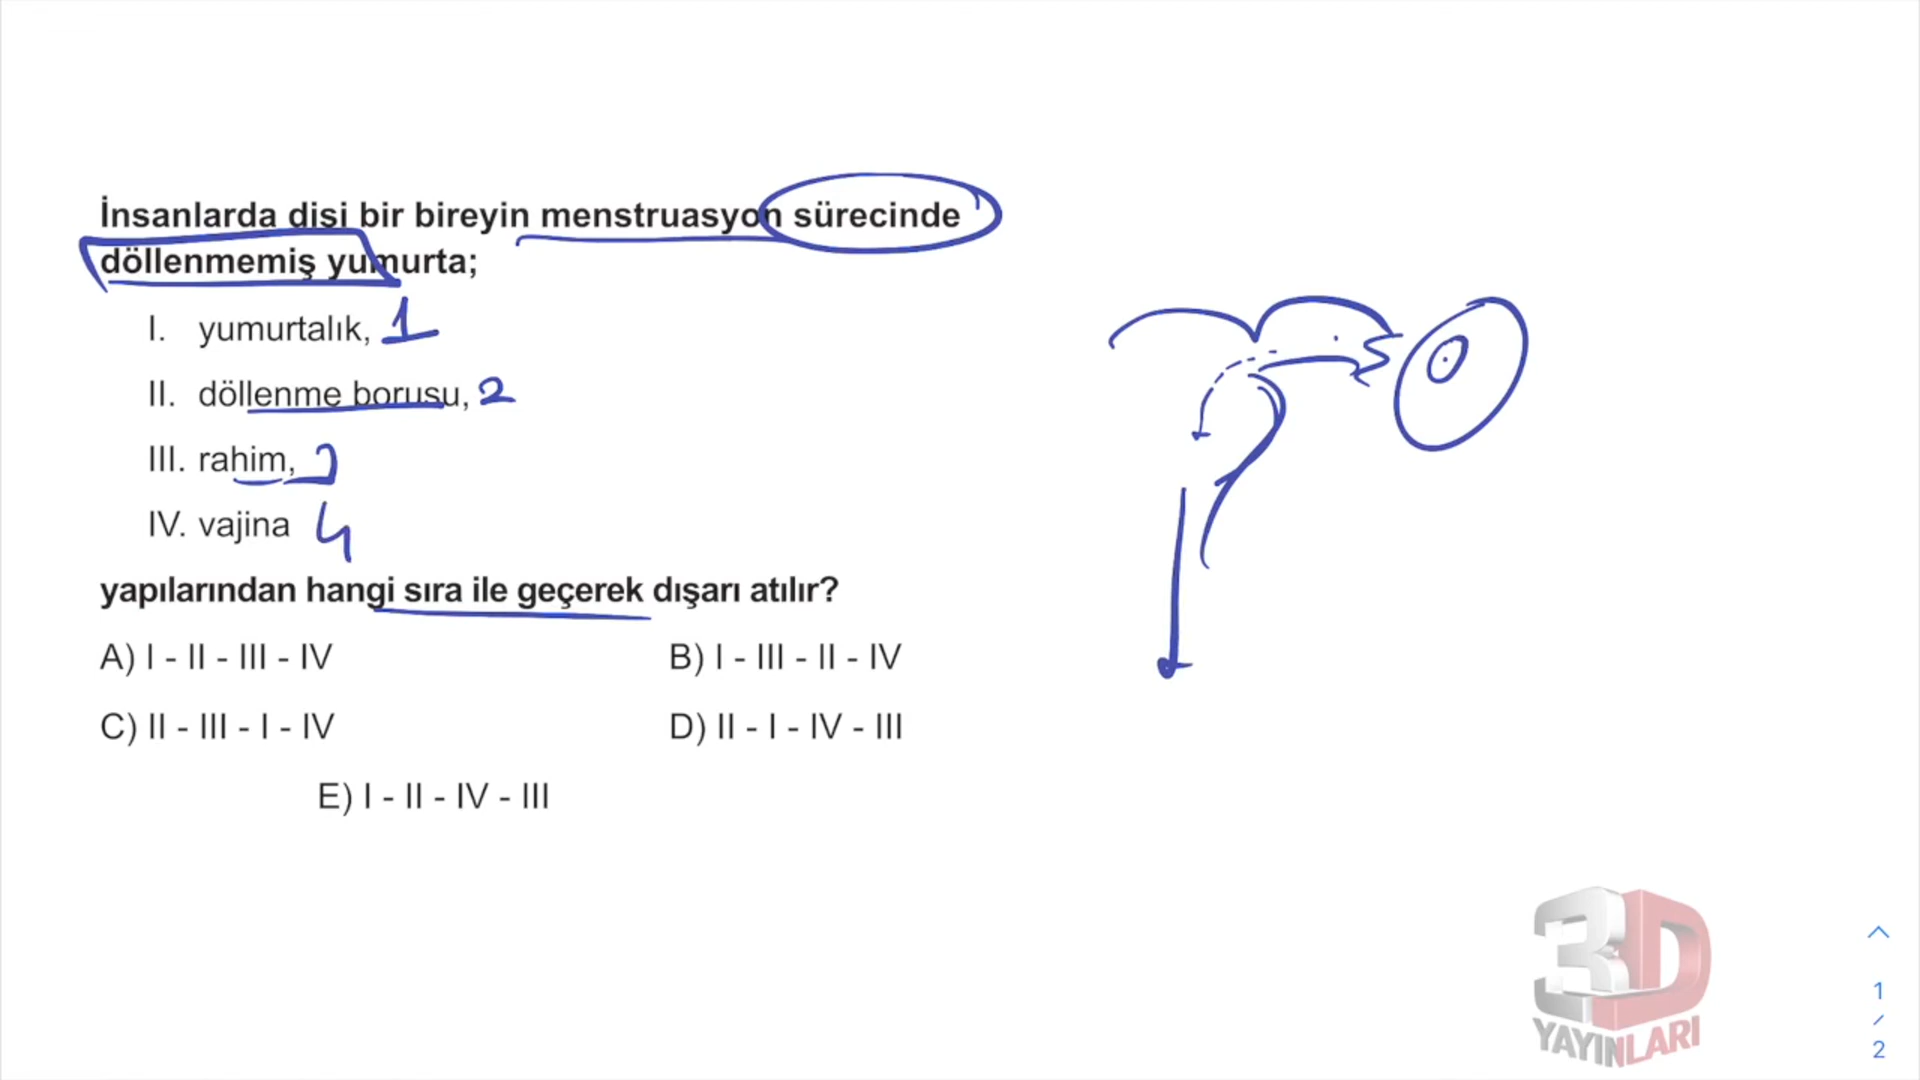 İnsanlarda dişi bir bireyin menstruasyon sürecinde
döllenmemiş yumurta;
I. yumurtalık, 1
II. döllenme borusu, 2
III. rahim, 3
IV. vajina 4
yapılarından hangi sıra ile geçerek dışarı atılır?
A) I - II - III - IV
B) I - III - II - IV
C) II - III - I - IV
D) II - I - IV - III
E) I - II - IV - III
3D
YAYINLARI
1
/
2